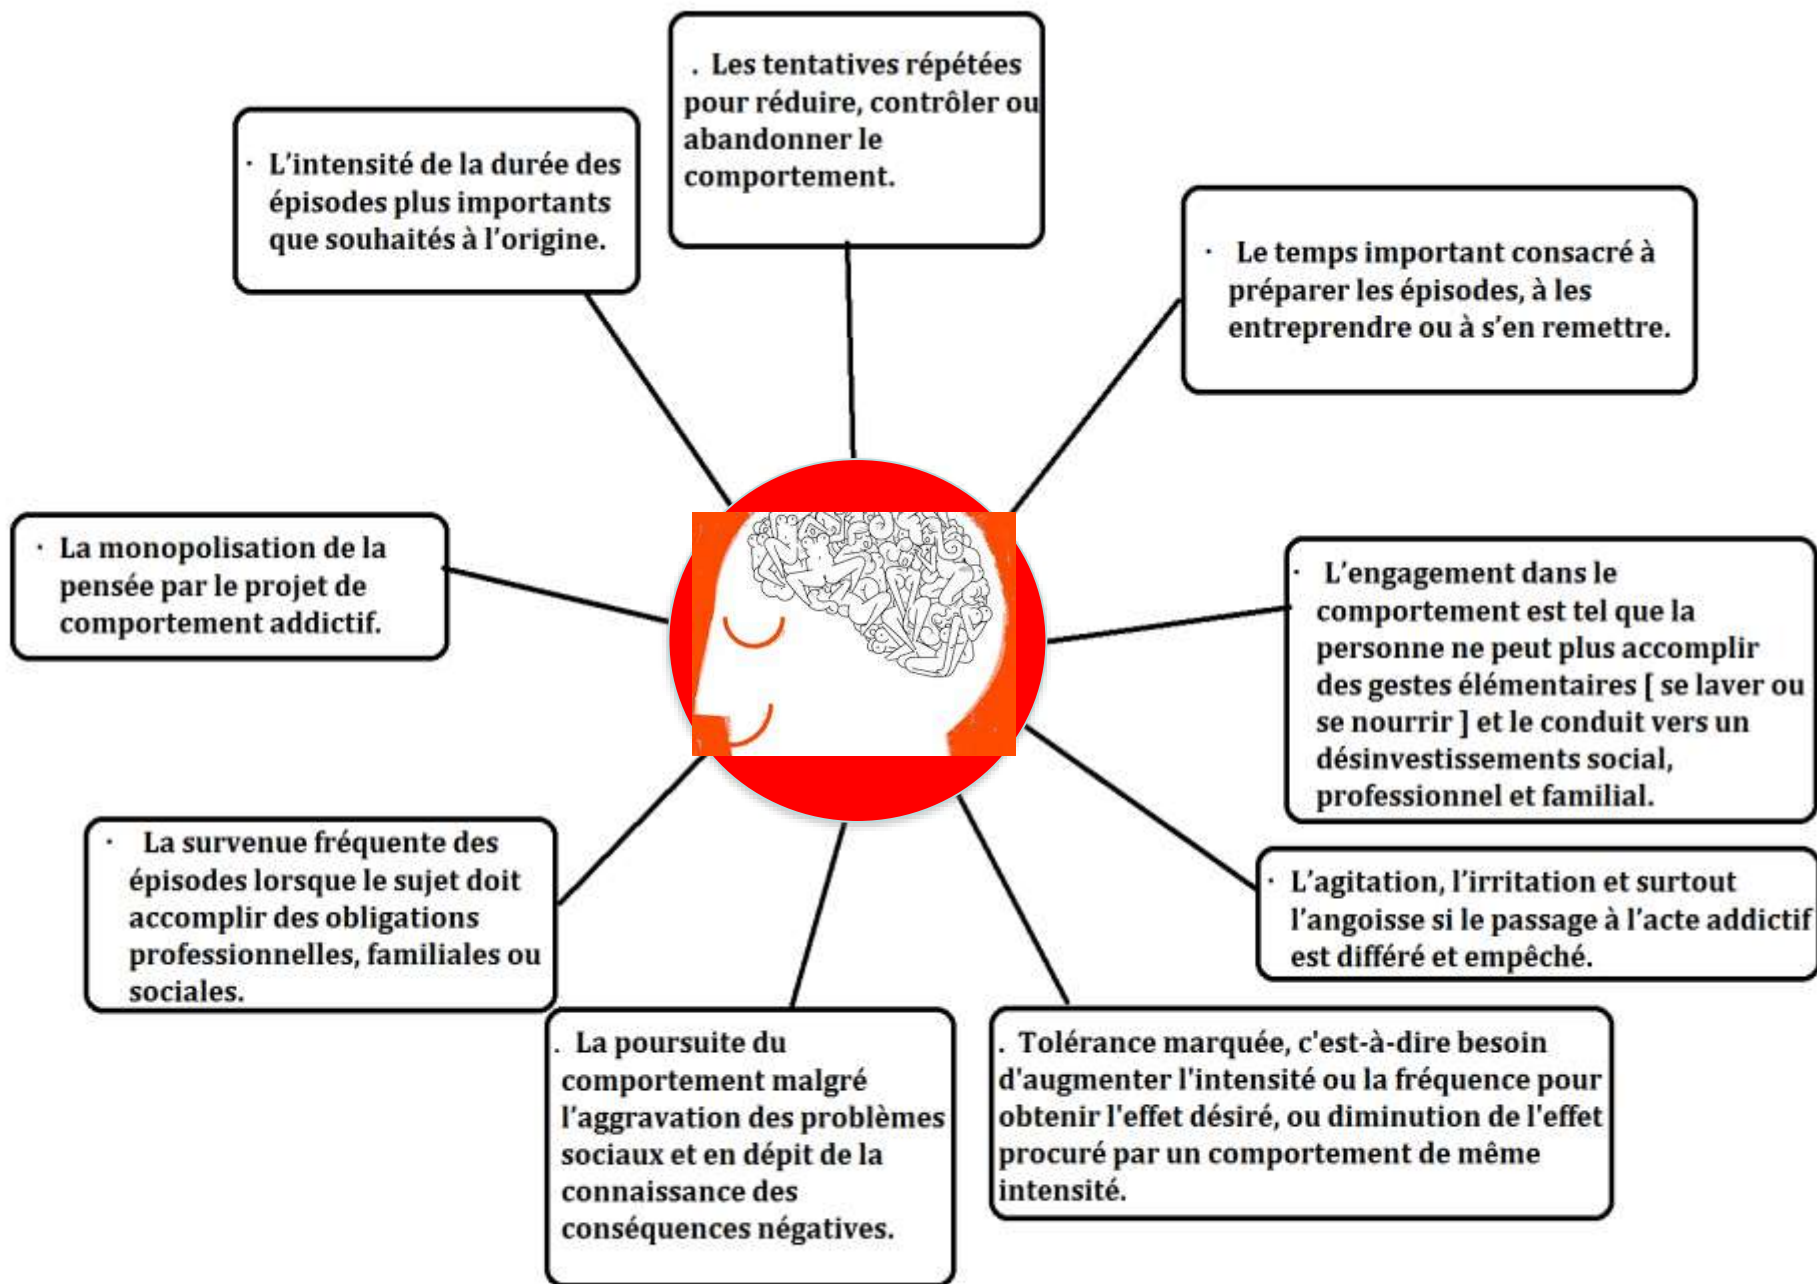 . Les tentatives répétées
pour réduire, contrôler ou
abandonner le
comportement.
· L'intensité de la durée des
épisodes plus importants
que souhaités à l'origine.
· Le temps important consacré à
préparer les épisodes, à les
entreprendre ou à s'en remettre.
· La monopolisation de la
pensée par le projet de
comportement addictif.
· L'engagement dans le
comportement est tel que la
personne ne peut plus accomplir
des gestes élémentaires [ se laver ou
se nourrir ] et le conduit vers un
désinvestissements social,
professionnel et familial.
· La survenue fréquente des
épisodes lorsque le sujet doit
accomplir des obligations
professionnelles, familiales ou
sociales.
· L'agitation, l'irritation et surtout
l'angoisse si le passage à l'acte addictif
est différé et empêché.
. La poursuite du
comportement malgré
l'aggravation des problèmes
sociaux et en dépit de la
connaissance des
conséquences négatives.
. Tolérance marquée, c'est-à-dire besoin
d'augmenter l'intensité ou la fréquence pour
obtenir l'effet désiré, ou diminution de l'effet
procuré par un comportement de même
intensité.